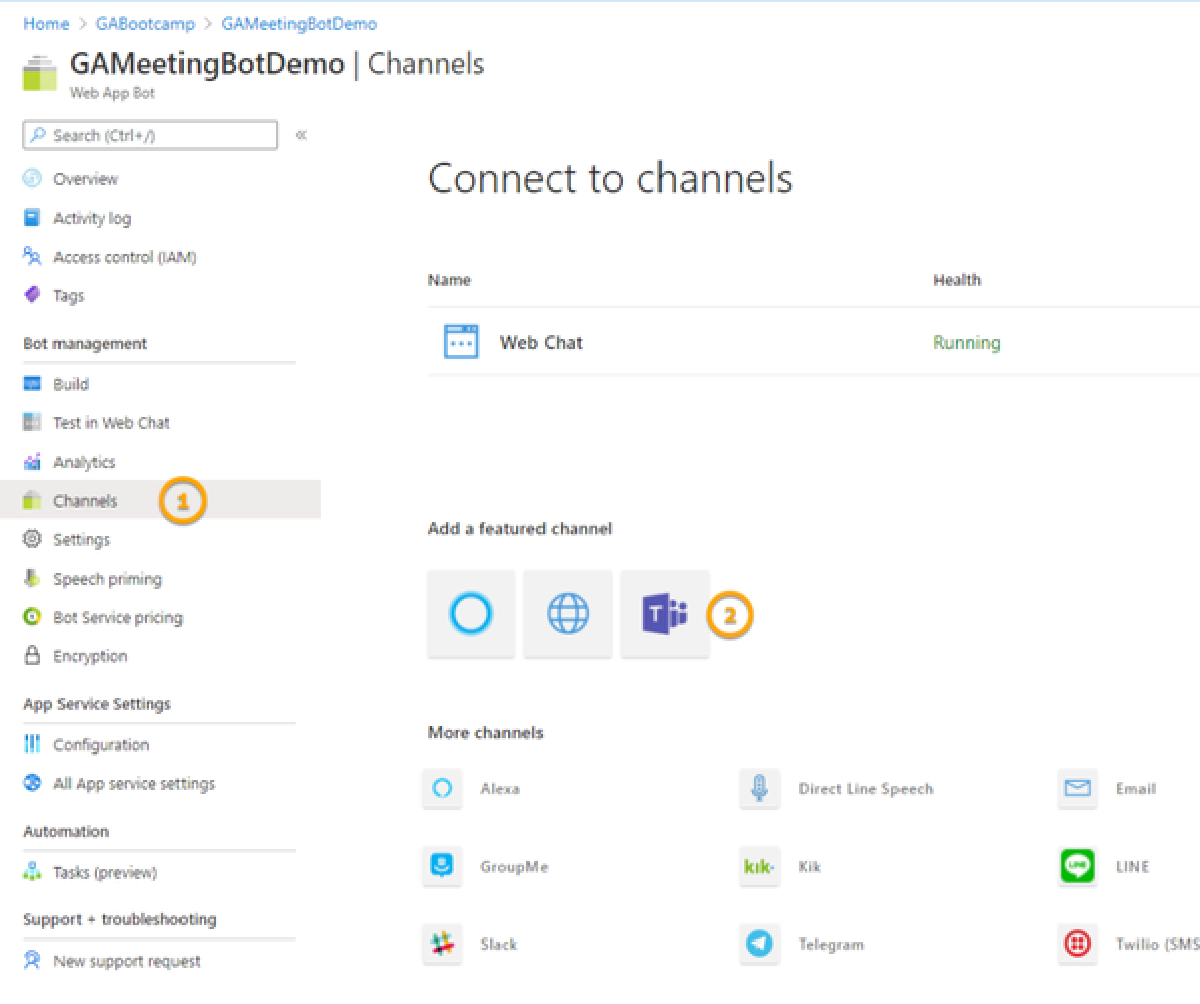 Home > GABootcamp > GAMeetingBotDemo
GAMeetingBotDemo | Channels
Web App Bot
Search (Ctrl+/)
«
Overview
Activity log
Access control (IAM)
Tags
Bot management
Build
Test in Web Chat
Analytics
Channels
1
Settings
Speech priming
Bot Service pricing
Encryption
App Service Settings
Configuration
All App service settings
Automation
Tasks (preview)
Support + troubleshooting
New support request
Connect to channels
Name Health
Web Chat Running
Add a featured channel
T
2
More channels
Alexa Direct Line Speech Email
GroupMe kik· Kik LINE LINE
Slack Telegram Twilio (SMS